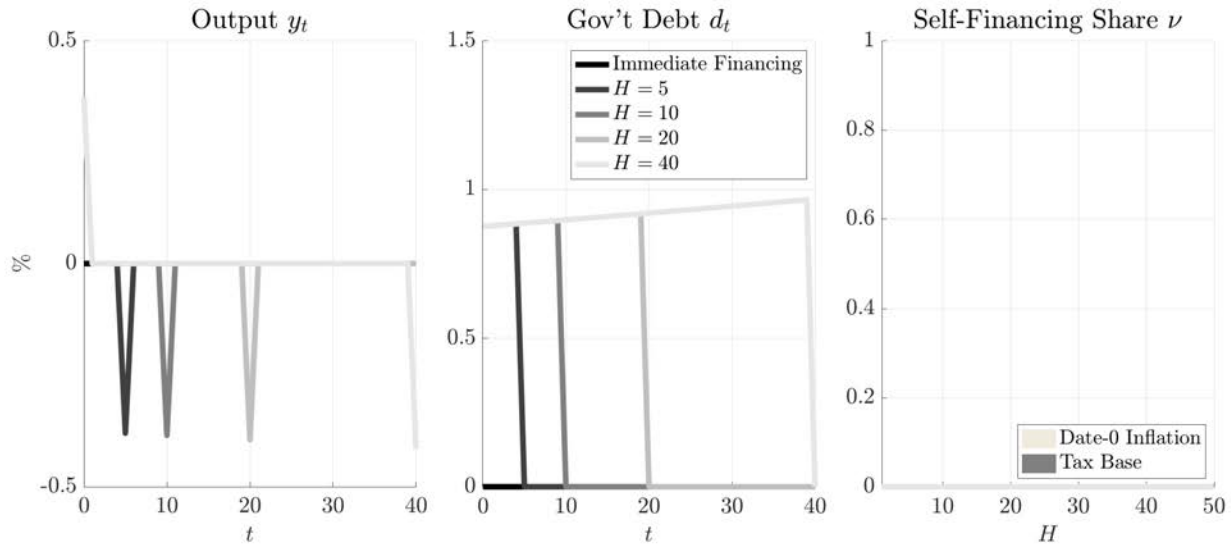 Output y_t
0.5
0
-0.5
%
0 10 20 30 40
t
Gov't Debt d_t
1.5
1
0.5
0
0 10 20 30 40
t
Immediate Financing
H = 5
H = 10
H = 20
H = 40
Self-Financing Share ν
1
0.8
0.6
0.4
0.2
0
10 20 30 40 50
H
Date-0 Inflation
Tax Base